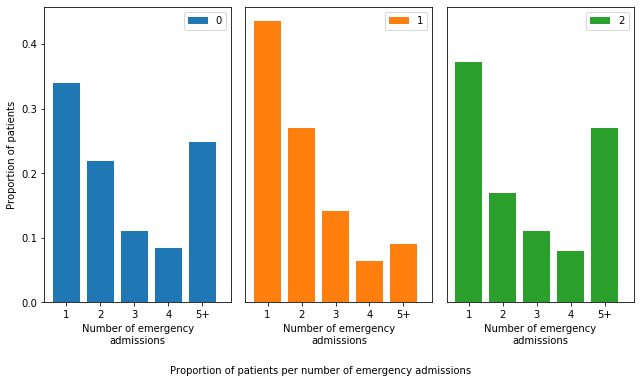 0
1
2
Proportion of patients
0.4
0.3
0.2
0.1
0.0
1 2 3 4 5+
1 2 3 4 5+
1 2 3 4 5+
Number of emergency
admissions
Number of emergency
admissions
Number of emergency
admissions
Proportion of patients per number of emergency admissions